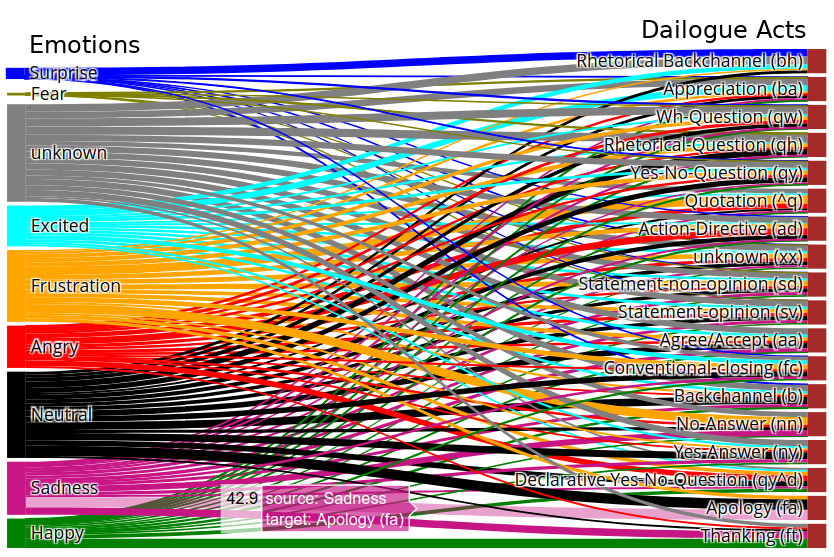 Emotions
Dailogue Acts
Surprise
Fear
unknown
Excited
Frustration
Angry
Neutral
Sadness
Happy
Rhetorical Backchannel (bh)
Appreciation (ba)
Wh-Question (qw)
Rhetorical-Question (qh)
Yes-No-Question (qy)
Quotation (^q)
Action-Directive (ad)
unknown (xx)
Statement-non-opinion (sd)
Statement-opinion (sv)
Agree/Accept (aa)
Conventional-closing (fc)
Backchannel (b)
No-Answer (nn)
Yes-Answer (ny)
Declarative Yes-No-Question (qy^d)
Apology (fa)
Thanking (ft)
42.9 source: Sadness
target: Apology (fa)